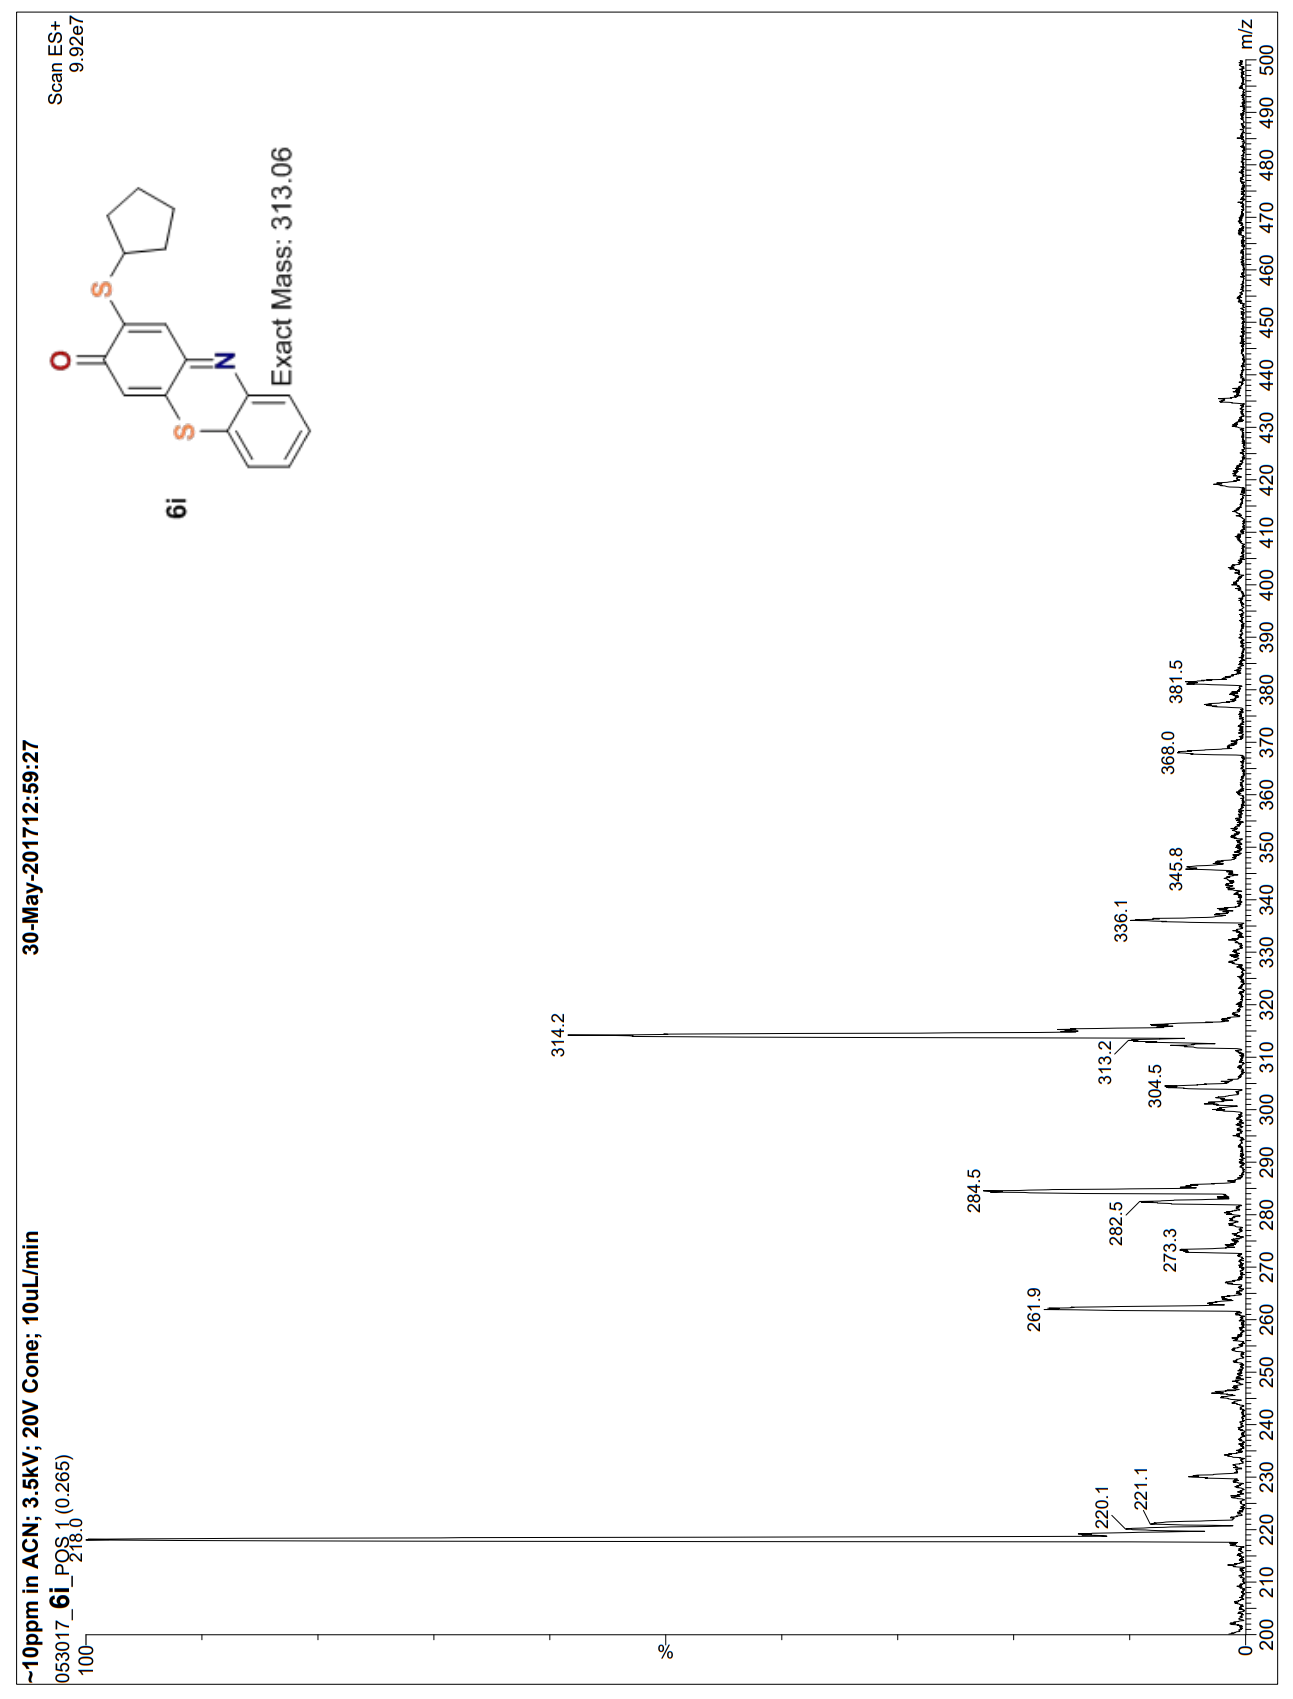 ~10ppm in ACN; 3.5kV; 20V Cone; 10uL/min
30-May-201712:59:27
053017_6i_POS 1 (0.265)
Scan ES+
9.92e7
218.0
100
%
0
O
S
S
N
6i
Exact Mass: 313.06
220.1
221.1
261.9
273.3
282.5
284.5
304.5
313.2
314.2
336.1
345.8
368.0
381.5
200 210 220 230 240 250 260 270 280 290 300 310 320 330 340 350 360 370 380 390 400 410 420 430 440 450 460 470 480 490 500
m/z